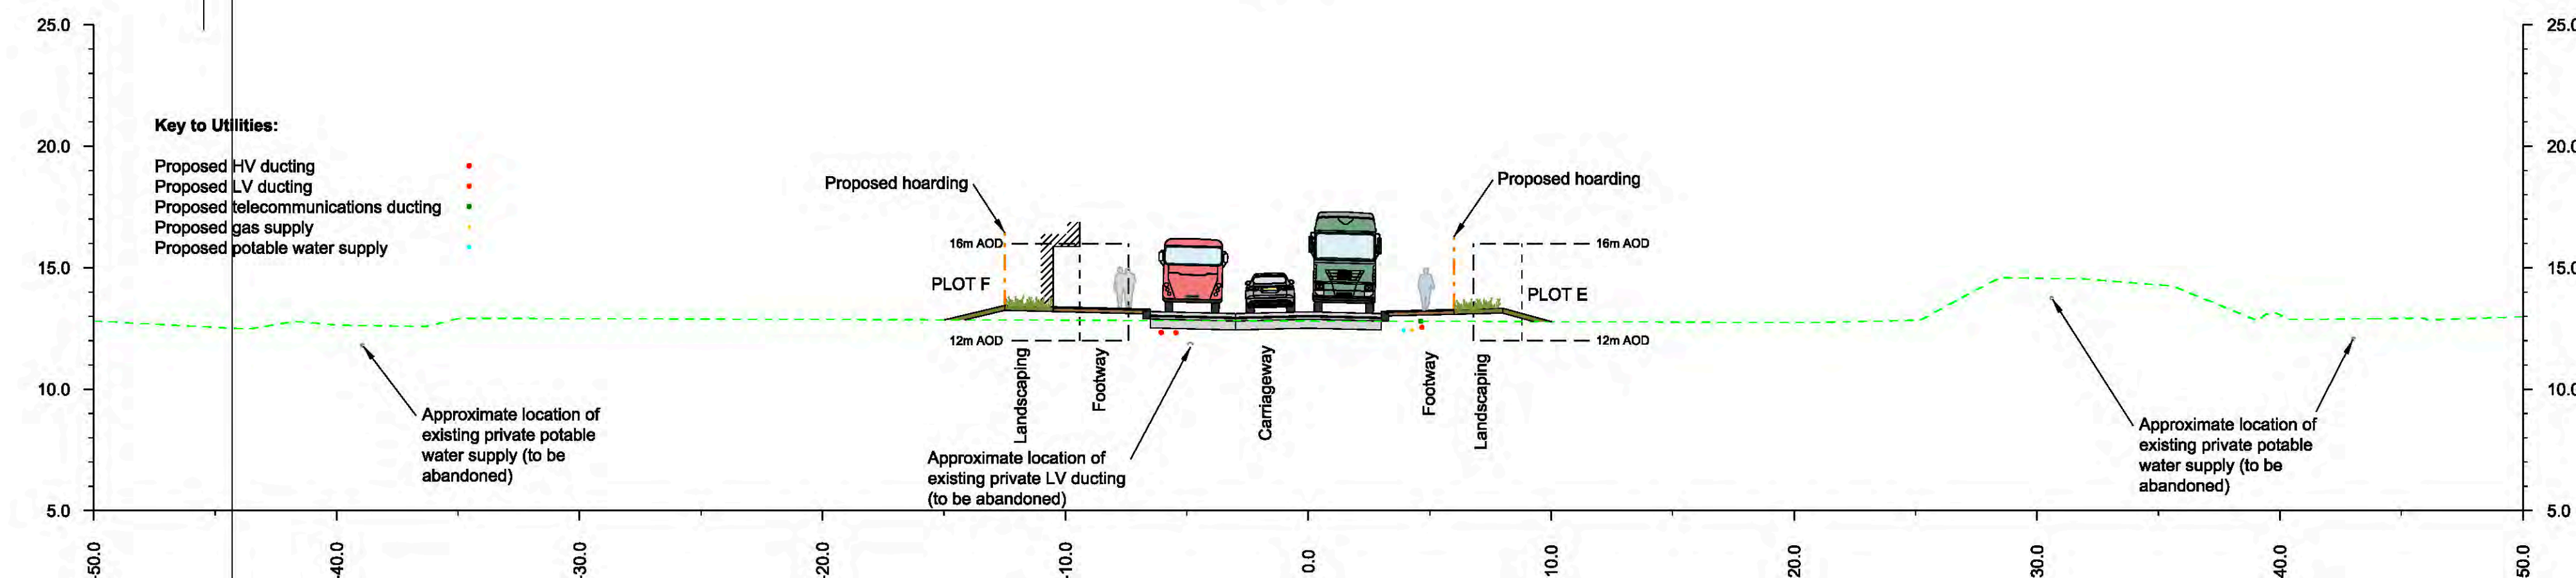 25.0
25.0
Key to Utilities:
20.0
20.0
Proposed HV ducting
Proposed LV ducting
Proposed telecommunications ducting
Proposed gas supply
Proposed potable water supply
Proposed hoarding
Proposed hoarding
16m AOD
16m AOD
15.0
15.0
PLOT F
PLOT E
12m AOD
12m AOD
Landscaping
Footway
Carriageway
Footway
Landscaping
10.0
10.0
Approximate location of
existing private potable
water supply (to be
abandoned)
Approximate location of
existing private LV ducting
(to be abandoned)
Approximate location of
existing private potable
water supply (to be
abandoned)
5.0
5.0
-50.0
-40.0
-30.0
-20.0
-10.0
0.0
10.0
20.0
30.0
40.0
50.0